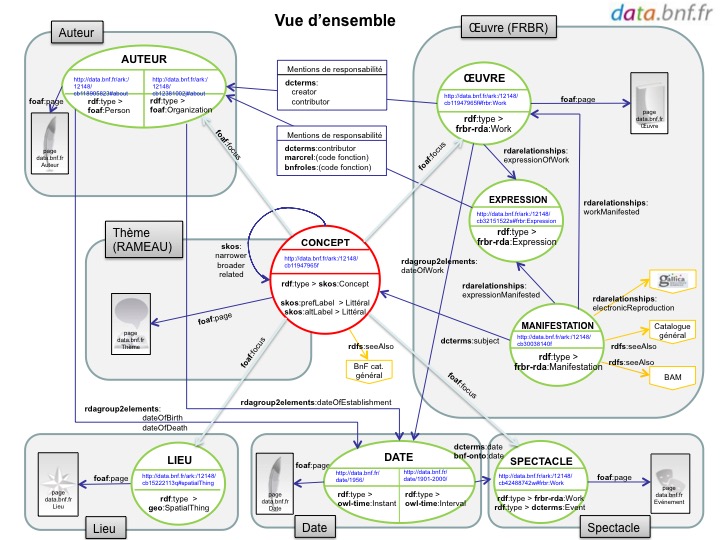 Vue d'ensemble
data.bnf.fr
Auteur
AUTEUR
http://data.bnf.fr/ark:/
12148/
cb11890582j#about
rdf:type >
foaf:Person
http://data.bnf.fr/ark:/
12148/
cb12381002j#about
rdf:type >
foaf:Organization
foaf:page
page
data.bnf.fr
Auteur
Mentions de responsabilité
dcterms:
creator
contributor
Mentions de responsabilité
dcterms:contributor
marcrel:(code fonction)
bnfroles:(code fonction)
foaf:focus
foaf:focus
Œuvre (FRBR)
ŒUVRE
http://data.bnf.fr/ark:/12148/
cb11947965f#frbr:Work
rdf:type >
frbr-rda:Work
foaf:page
page
data.bnf.fr
Œuvre
rdarelationships:
expressionOfWork
EXPRESSION
http://data.bnf.fr/ark:/12148/
cb32151522s#frbr:Expression
rdf:type >
frbr-rda:Expression
rdarelationships:
workManifested
Thème
(RAMEAU)
skos:
narrower
broader
related
CONCEPT
http://data.bnf.fr/ark:/12148/
cb11947965f
rdf:type > skos:Concept
skos:prefLabel > Littéral
skos:altLabel > Littéral
rdagroup2elements:
dateOfWork
rdarelationships:
expressionManifested
gallica
rdarelationships:
electronicReproduction
foaf:page
page
data.bnf.fr
Thème
MANIFESTATION
http://data.bnf.fr/ark:/12148/
cb30038140f
rdf:type >
frbr-rda:Manifestation
Catalogue
général
rdfs:seeAlso
rdfs:seeAlso
BAM
dcterms:subject
rdfs:seeAlso
BnF cat.
général
foaf:focus
foaf:focus
rdagroup2elements:
dateOfBirth
dateOfDeath
rdagroup2elements:dateOfEstablishment
LIEU
http://data.bnf.fr/ark:/12148/
cb15222113q#spatialThing
rdf:type >
geo:SpatialThing
foaf:page
page
data.bnf.fr
Lieu
Lieu
DATE
http://data.bnf.fr/
date/1956/
rdf:type >
owl-time:Instant
http://data.bnf.fr/
date/1901-2000/
rdf:type >
owl-time:Interval
foaf:page
page
data.bnf.fr
Date
Date
dcterms:date
bnf-onto:date
SPECTACLE
http://data.bnf.fr/ark:/12148/
cb42488742w#frbr:Work
rdf:type > frbr-rda:Work
rdf:type > dcterms:Event
foaf:page
page
data.bnf.fr
Evènement
Spectacle